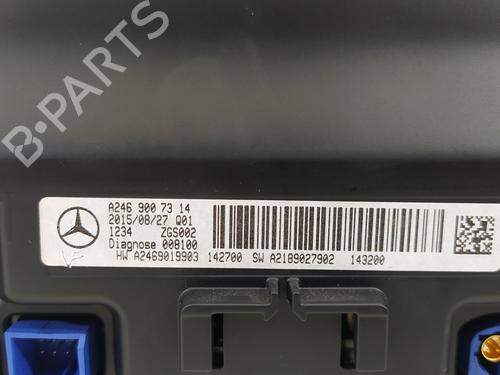 B-PARTS
A246 900 73 14
2015/08/27 Q01
1234 ZGS002
Diagnose 008100
HW A2469019903 142700 SW A2189027902 143200